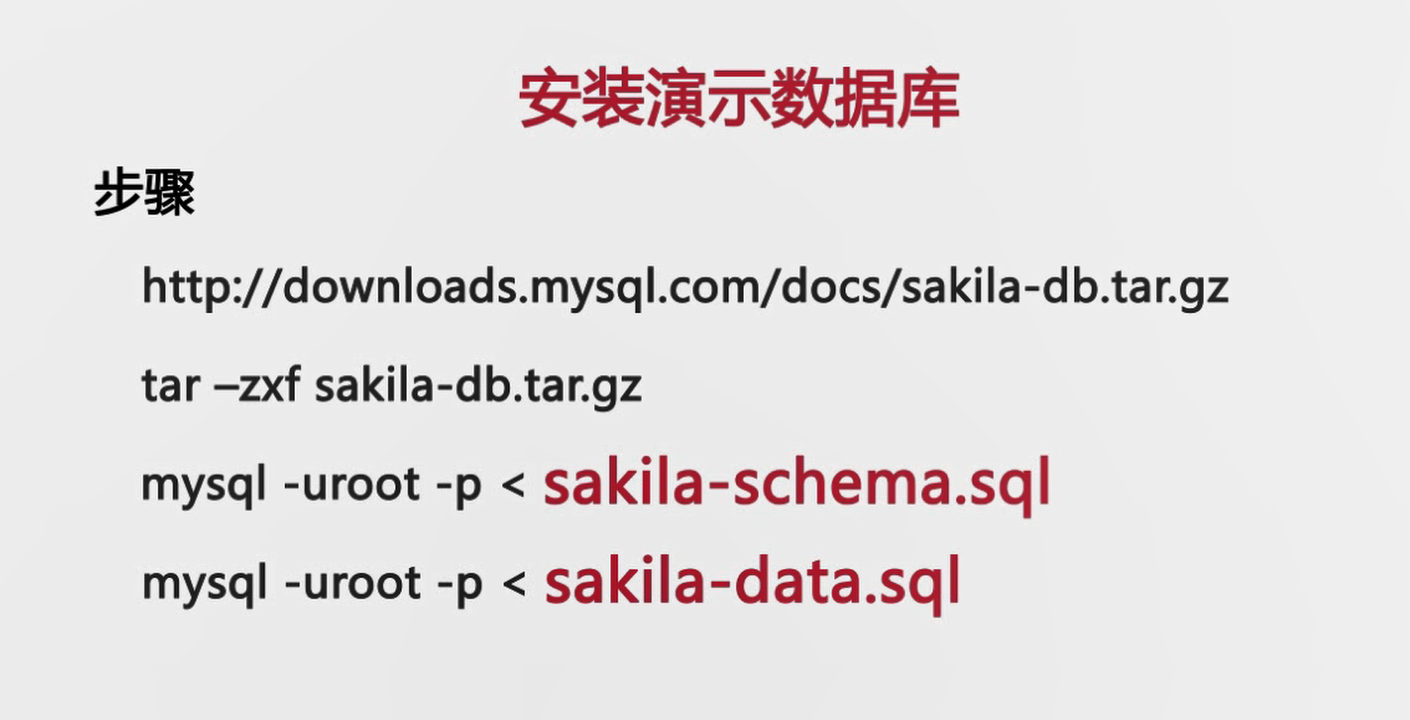 安装演示数据库
步骤
http://downloads.mysql.com/docs/sakila-db.tar.gz
tar –zxf sakila-db.tar.gz
mysql -uroot -p < sakila-schema.sql
mysql -uroot -p < sakila-data.sql